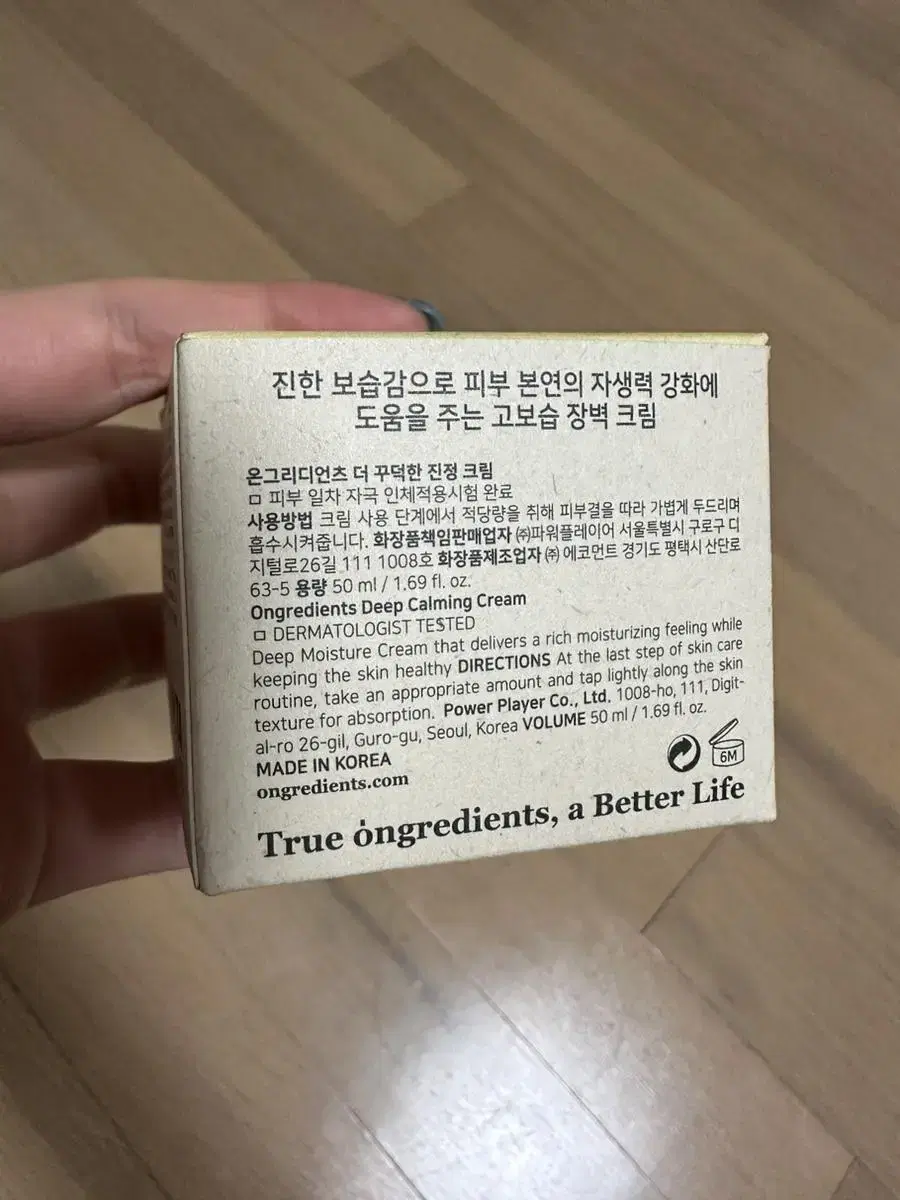 진한 보습감으로 피부 본연의 자생력 강화에
도움을 주는 고보습 장벽 크림
온그리디언츠 더 꾸덕한 진정 크림
□ 피부 일차 자극 인체적용시험 완료
사용방법 크림 사용 단계에서 적당량을 취해 피부결을 따라 가볍게 두드리며
흡수시켜줍니다. 화장품책임판매업자 ㈜파워플레이어 서울특별시 구로구 디
지털로26길 111 1008호 화장품제조업자 ㈜ 에코먼트 경기도 평택시 산단로
63-5 용량 50 ml / 1.69 fl. oz.
Ongredients Deep Calming Cream
□ DERMATOLOGIST TESTED
Deep Moisture Cream that delivers a rich moisturizing feeling while
keeping the skin healthy DIRECTIONS At the last step of skin care
routine, take an appropriate amount and tap lightly along the skin
texture for absorption. Power Player Co., Ltd. 1008-ho, 111, Digit-
al-ro 26-gil, Guro-gu, Seoul, Korea VOLUME 50 ml / 1.69 fl. oz.
MADE IN KOREA
ongredients.com
6M
True ongredients, a Better Life